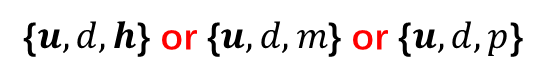 {u, d, h} or {u, d, m} or {u, d, p}